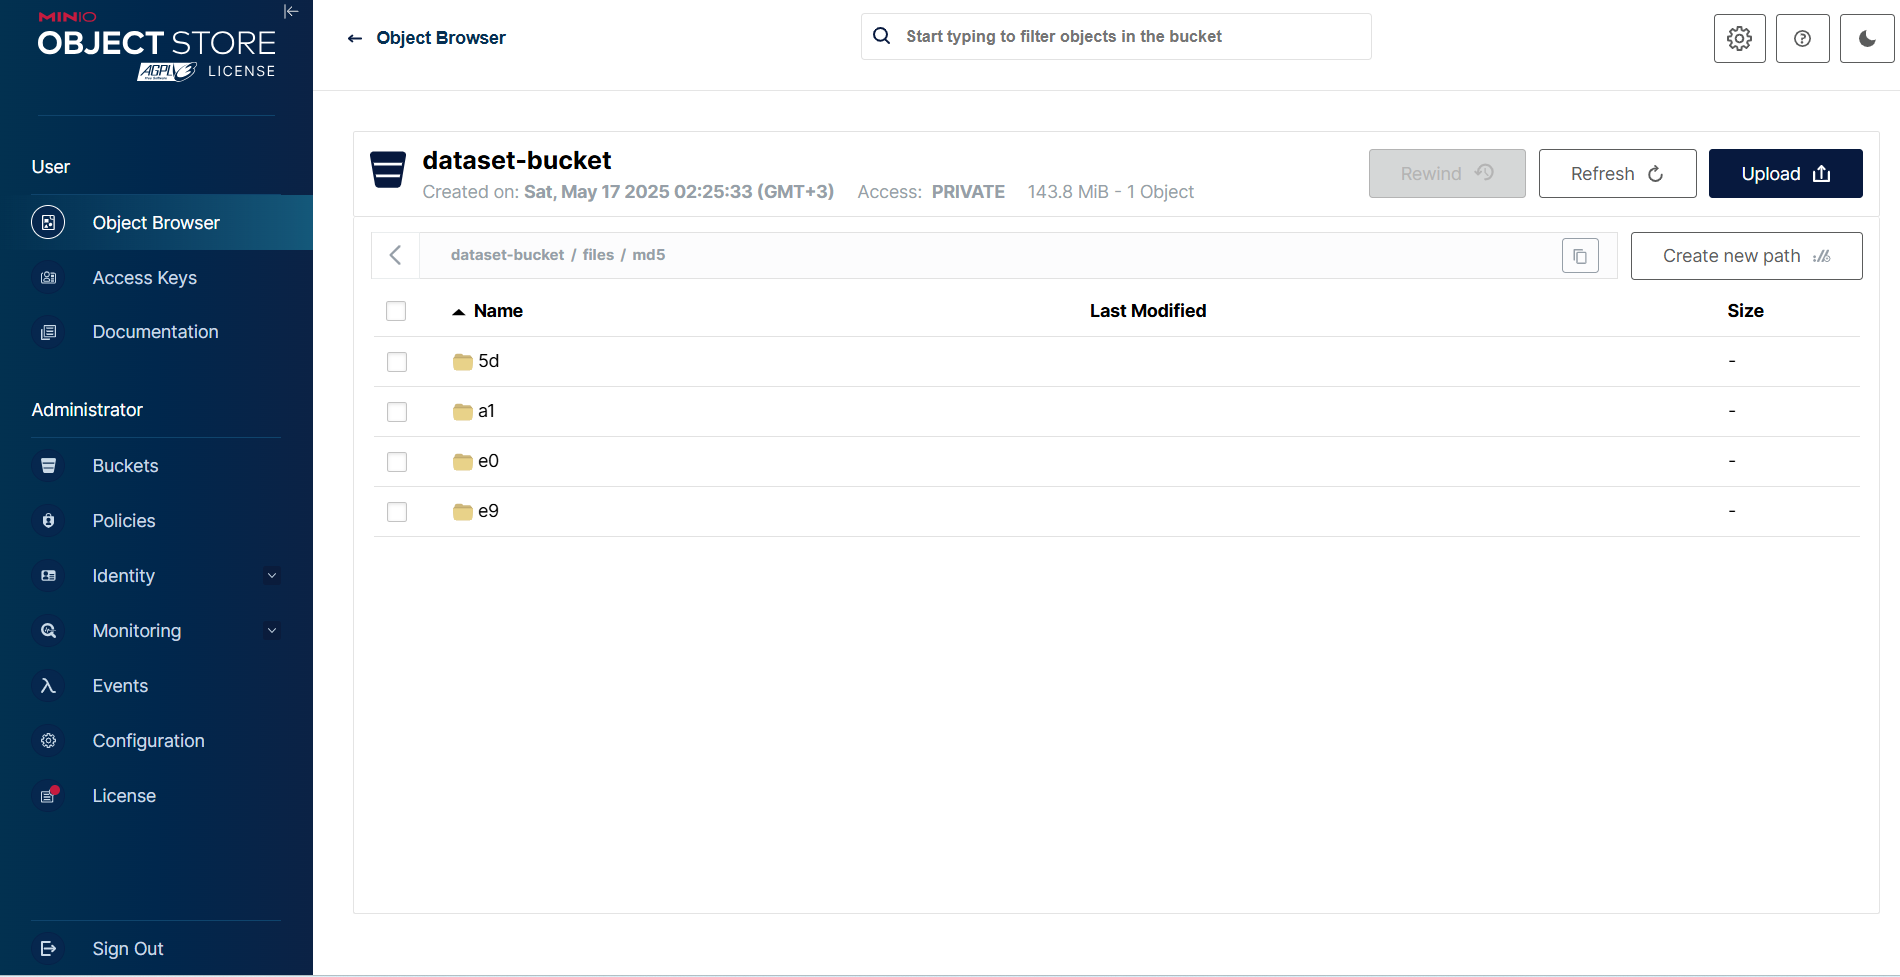 MINIO
OBJECT STORE
AGPLv3 LICENSE
User
Object Browser
Access Keys
Documentation
Administrator
Buckets
Policies
Identity
Monitoring
Events
Configuration
License
Sign Out
Object Browser
Start typing to filter objects in the bucket
dataset-bucket
Created on: Sat, May 17 2025 02:25:33 (GMT+3) Access: PRIVATE 143.8 MiB - 1 Object
Rewind
Refresh
Upload
dataset-bucket / files / md5
Create new path
Name Last Modified Size
5d -
a1 -
e0 -
e9 -